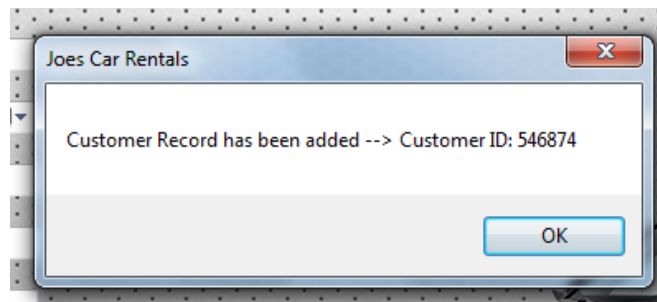 Joes Car Rentals
Customer Record has been added --> Customer ID: 546874
OK